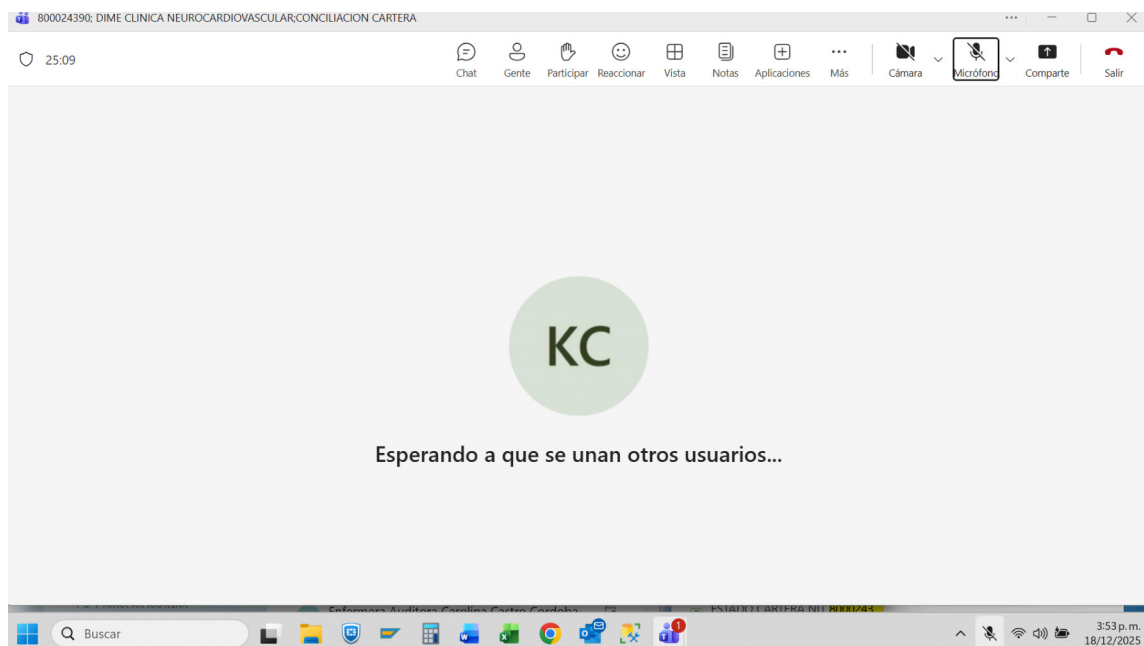 800024390; DIME CLINICA NEUROCARDIOVASCULAR;CONCILIACION CARTERA
25:09
Chat Gente Participar Reaccionar Vista Notas Aplicaciones Más Cámara Micrófono Comparte Salir
KC
Esperando a que se unan otros usuarios...
Enfermera Auditora Carolina Castro Cordoba ESTADO CARTERA NIT 8000243
Buscar
1
3:53 p.m.
18/12/2025